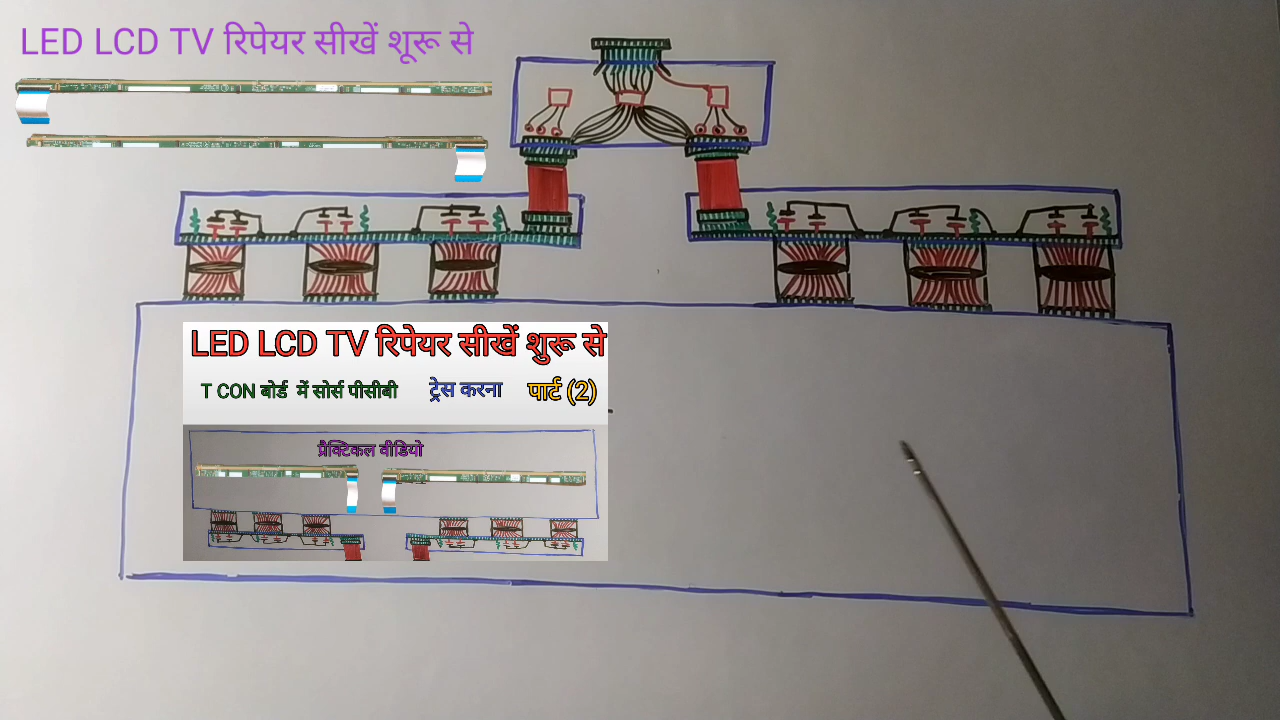 LED LCD TV रिपेयर सीखें शूरू से
LED LCD TV रिपेयर सीखें शुरू से
T CON बोर्ड में सोर्स पीसीबी ट्रेस करना पार्ट (2)
प्रैक्टिकल वीडियो